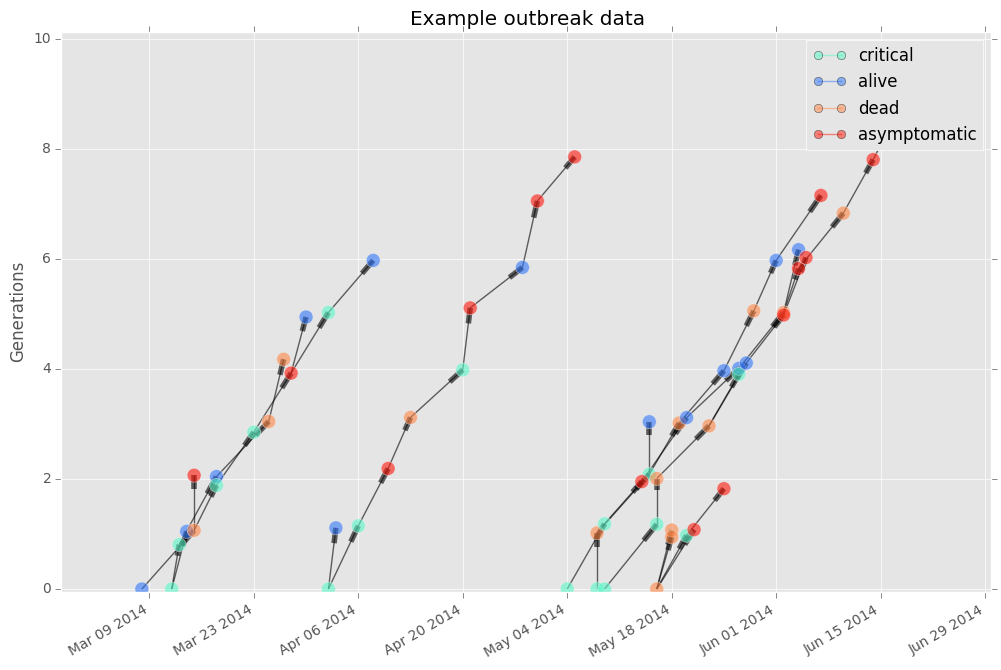 Example outbreak data
10
8
6
4
2
0
Generations
critical
alive
dead
asymptomatic
Mar 09 2014
Mar 23 2014
Apr 06 2014
Apr 20 2014
May 04 2014
May 18 2014
Jun 01 2014
Jun 15 2014
Jun 29 2014